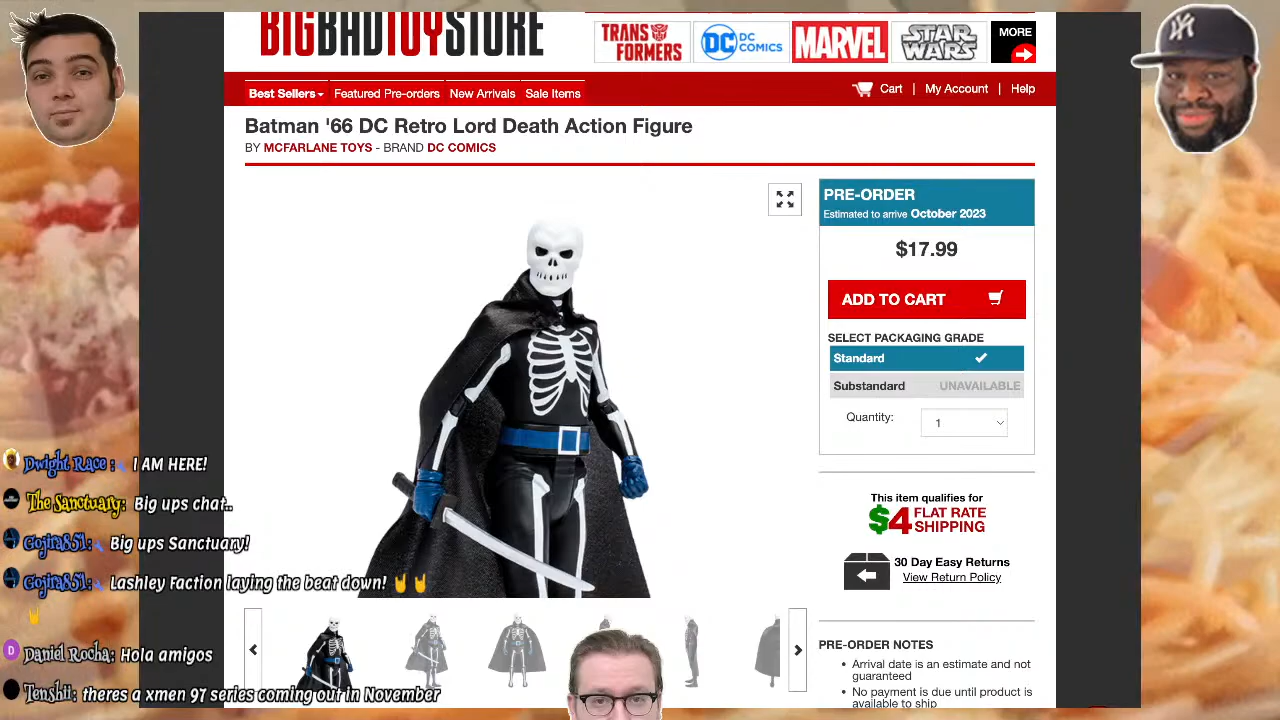 BIGBADTOYSTORE
TRANSFORMERS
DC DC COMICS
MARVEL
STAR WARS
MORE
Best Sellers
Featured Pre-orders
New Arrivals
Sale Items
Cart | My Account | Help
Batman '66 DC Retro Lord Death Action Figure
BY MCFARLANE TOYS - BRAND DC COMICS
PRE-ORDER
Estimated to arrive October 2023
$17.99
ADD TO CART
SELECT PACKAGING GRADE
Standard
Substandard UNAVAILABLE
Quantity: 1
This item qualifies for
$4 FLAT RATE SHIPPING
30 Day Easy Returns
View Return Policy
PRE-ORDER NOTES
• Arrival date is an estimate and not
guaranteed
• No payment is due until product is
available to ship
Dwight Race: I AM HERE!
The Sanctuary: Big ups chat..
Gojira851: Big ups Sanctuary!
Gojira851: Lashley Faction laying the beat down! 🤘🤘
🤘
D Daniel Rocha: Hola amigos
Tenshii: theres a xmen 97 series coming out in November